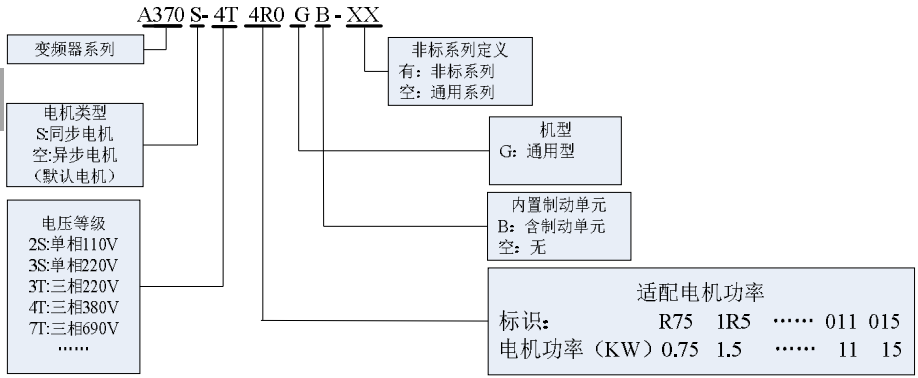 A370 S-4T 4R0 G B-XX
变频器系列
电机类型
S:同步电机
空:异步电机
（默认电机）
电压等级
2S:单相110V
3S:单相220V
3T:三相220V
4T:三相380V
7T:三相690V
……
非标系列定义
有：非标系列
空：通用系列
机型
G：通用型
内置制动单元
B：含制动单元
空：无
适配电机功率
标识： R75 1R5 …… 011 015
电机功率（KW）0.75 1.5 …… 11 15